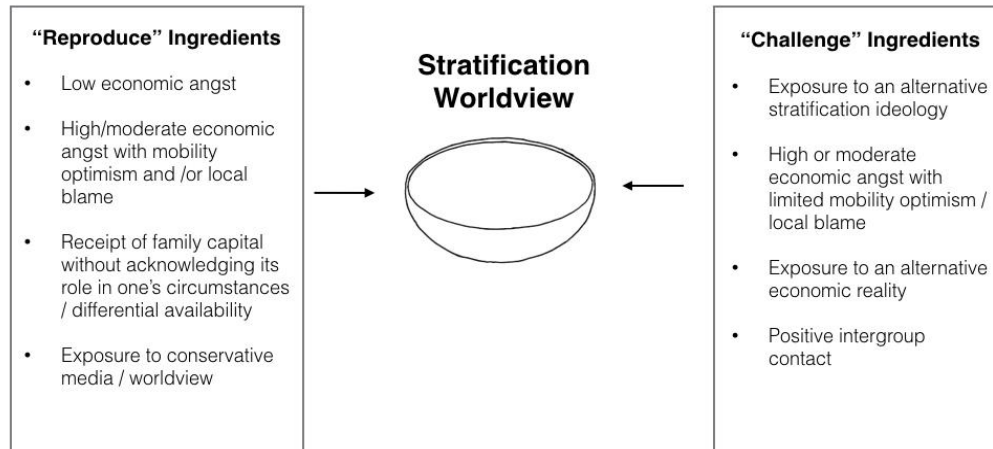 “Reproduce” Ingredients
• Low economic angst
• High/moderate economic
angst with mobility
optimism and /or local
blame
• Receipt of family capital
without acknowledging its
role in one’s circumstances
/ differential availability
• Exposure to conservative
media / worldview
Stratification
Worldview
“Challenge” Ingredients
• Exposure to an alternative
stratification ideology
• High or moderate
economic angst with
limited mobility optimism /
local blame
• Exposure to an alternative
economic reality
• Positive intergroup
contact